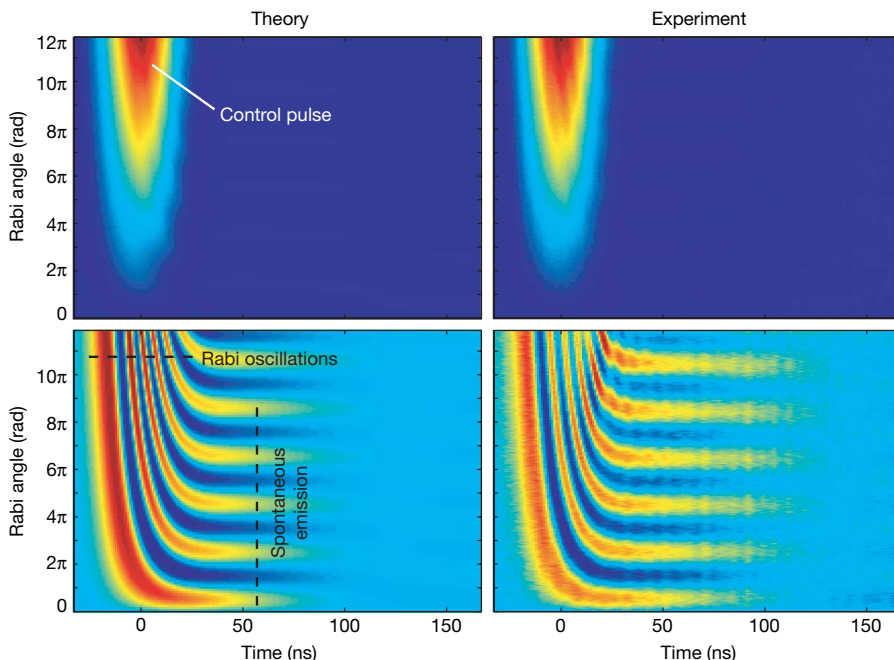 Theory
Experiment
12π
10π
8π
6π
4π
2π
0
Rabi angle (rad)
Control pulse
10π
8π
6π
4π
2π
0
Rabi angle (rad)
Rabi oscillations
Spontaneous
emission
0
50
100
150
Time (ns)
0
50
100
150
Time (ns)